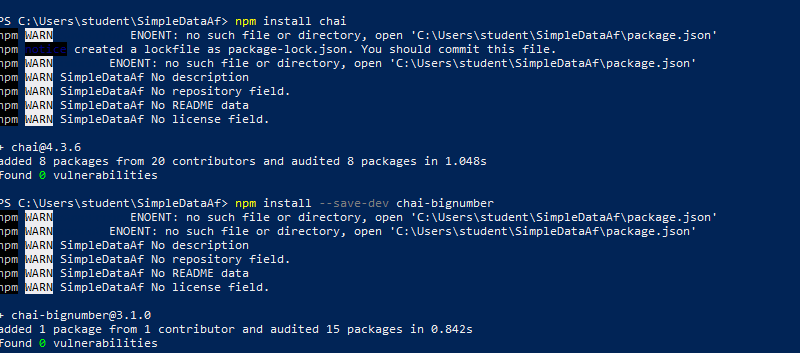 PS C:\Users\student\SimpleDataAf> npm install chai
npm WARN ENOENT: no such file or directory, open 'C:\Users\student\SimpleDataAf\package.json'
npm notice created a lockfile as package-lock.json. You should commit this file.
npm WARN ENOENT: no such file or directory, open 'C:\Users\student\SimpleDataAf\package.json'
npm WARN SimpleDataAf No description
npm WARN SimpleDataAf No repository field.
npm WARN SimpleDataAf No README data
npm WARN SimpleDataAf No license field.
+ chai@4.3.6
added 8 packages from 20 contributors and audited 8 packages in 1.048s
found 0 vulnerabilities
PS C:\Users\student\SimpleDataAf> npm install --save-dev chai-bignumber
npm WARN ENOENT: no such file or directory, open 'C:\Users\student\SimpleDataAf\package.json'
npm WARN ENOENT: no such file or directory, open 'C:\Users\student\SimpleDataAf\package.json'
npm WARN SimpleDataAf No description
npm WARN SimpleDataAf No repository field.
npm WARN SimpleDataAf No README data
npm WARN SimpleDataAf No license field.
+ chai-bignumber@3.1.0
added 1 package from 1 contributor and audited 15 packages in 0.842s
found 0 vulnerabilities